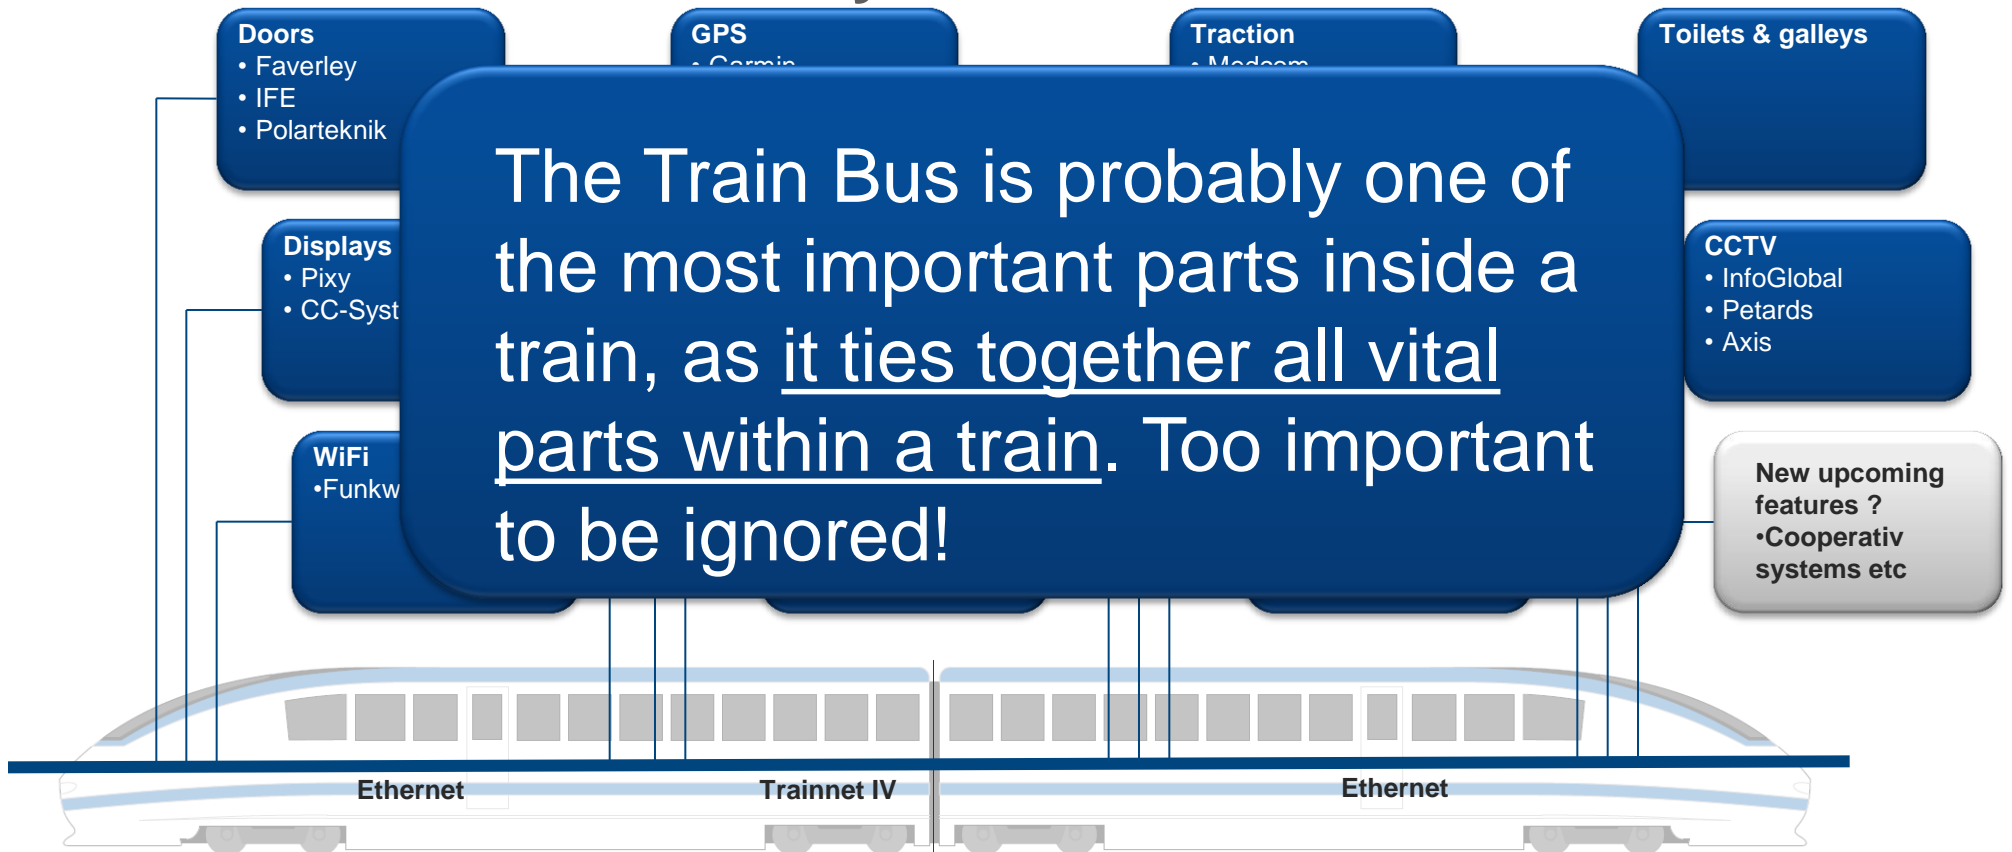 Doors
• Faverley
• IFE
• Polarteknik
GPS
• Garmin
Traction
• Medcom
Toilets & galleys
Displays
• Pixy
• CC-Syst
CCTV
• InfoGlobal
• Petards
• Axis
WiFi
•Funkw
The Train Bus is probably one of
the most important parts inside a
train, as it ties together all vital
parts within a train. Too important
to be ignored!
New upcoming
features ?
•Cooperativ
systems etc
Ethernet
Trainnet IV
Ethernet